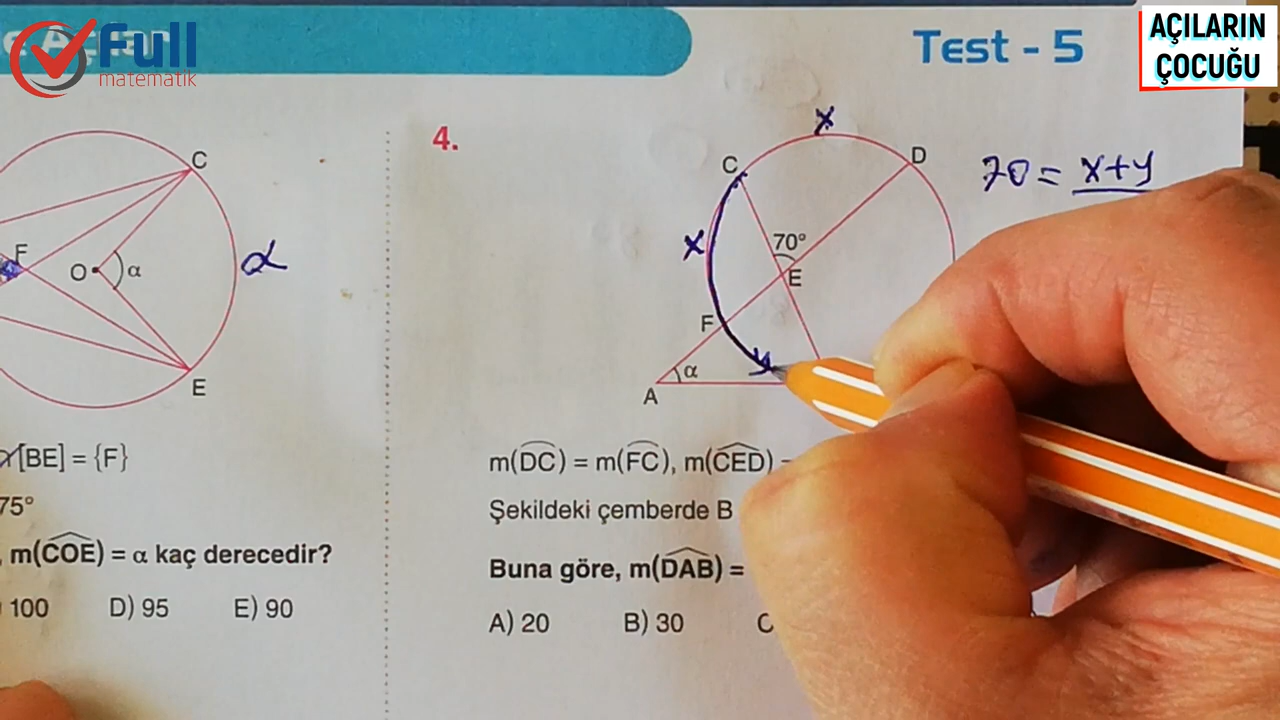 Full
matematik
Test - 5
AÇILARIN
ÇOCUĞU
C
F
O
α
α
E
4.
x
C
D
70 = x+y
x
70°
E
F
y
α
A
[BE] = {F}
75°
, m(COE) = α kaç derecedir?
100 D) 95 E) 90
m(DC) = m(FC), m(CED)
Şekildeki çemberde B
Buna göre, m(DAB) =
A) 20 B) 30 C